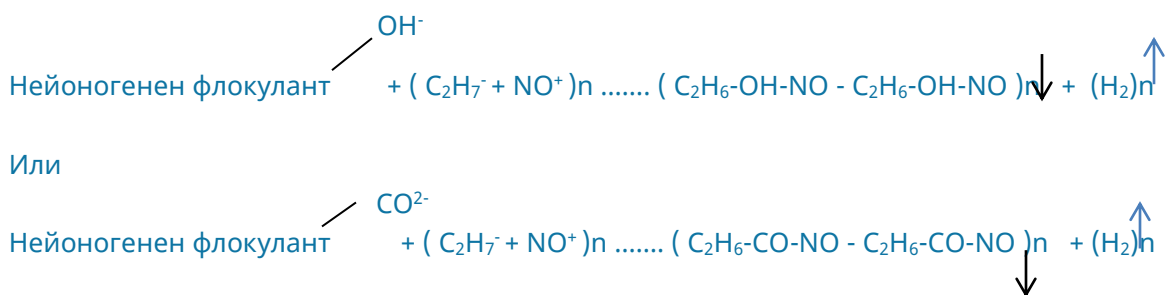 OH⁻
Нейоногенен флокулант + ( C₂H₇⁻ + NO⁺ )n ....... ( C₂H₆-OH-NO - C₂H₆-OH-NO )n + (H₂)n
Или
CO²⁻
Нейоногенен флокулант + ( C₂H₇⁻ + NO⁺ )n ....... ( C₂H₆-CO-NO - C₂H₆-CO-NO )n + (H₂)n